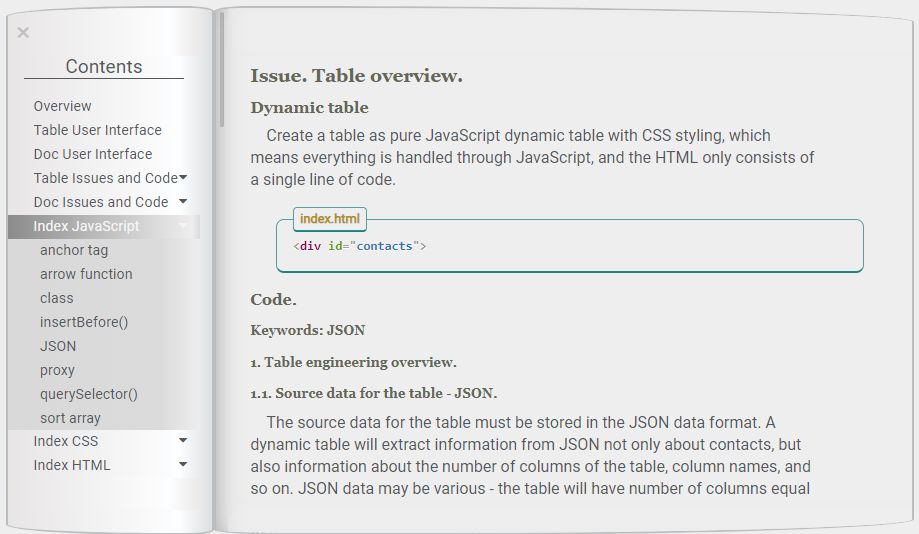 ×
Contents
Overview
Table User Interface
Doc User Interface
Table Issues and Code
Doc Issues and Code
Index JavaScript
anchor tag
arrow function
class
insertBefore()
JSON
proxy
querySelector()
sort array
Index CSS
Index HTML
Issue. Table overview.
Dynamic table
Create a table as pure JavaScript dynamic table with CSS styling, which
means everything is handled through JavaScript, and the HTML only consists of
a single line of code.
index.html
<div id="contacts">
Code.
Keywords: JSON
1. Table engineering overview.
1.1. Source data for the table - JSON.
The source data for the table must be stored in the JSON data format. A
dynamic table will extract information from JSON not only about contacts, but
also information about the number of columns of the table, column names, and
so on. JSON data may be various - the table will have number of columns equal